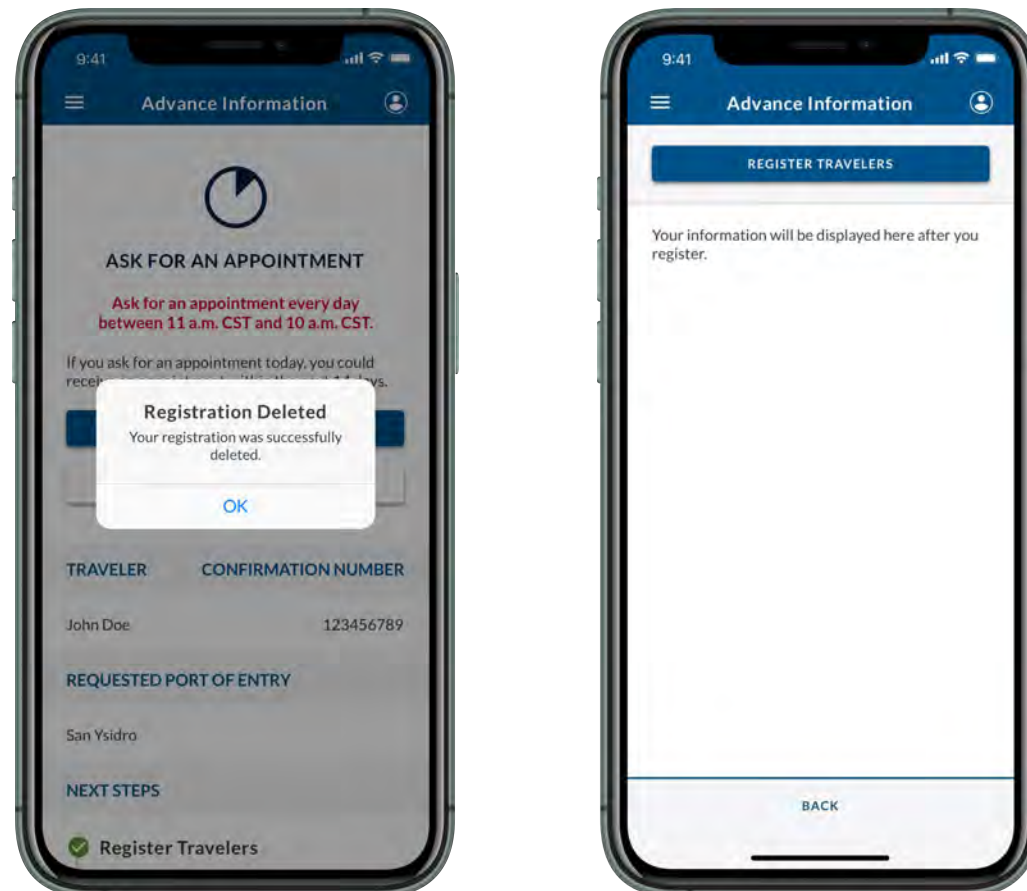 9:41
Advance Information
ASK FOR AN APPOINTMENT
Ask for an appointment every day
between 11 a.m. CST and 10 a.m. CST.
If you ask for an appointment today, you could
Registration Deleted
Your registration was successfully
deleted.
OK
TRAVELER CONFIRMATION NUMBER
John Doe 123456789
REQUESTED PORT OF ENTRY
San Ysidro
NEXT STEPS
Register Travelers
9:41
Advance Information
REGISTER TRAVELERS
Your information will be displayed here after you
register.
BACK